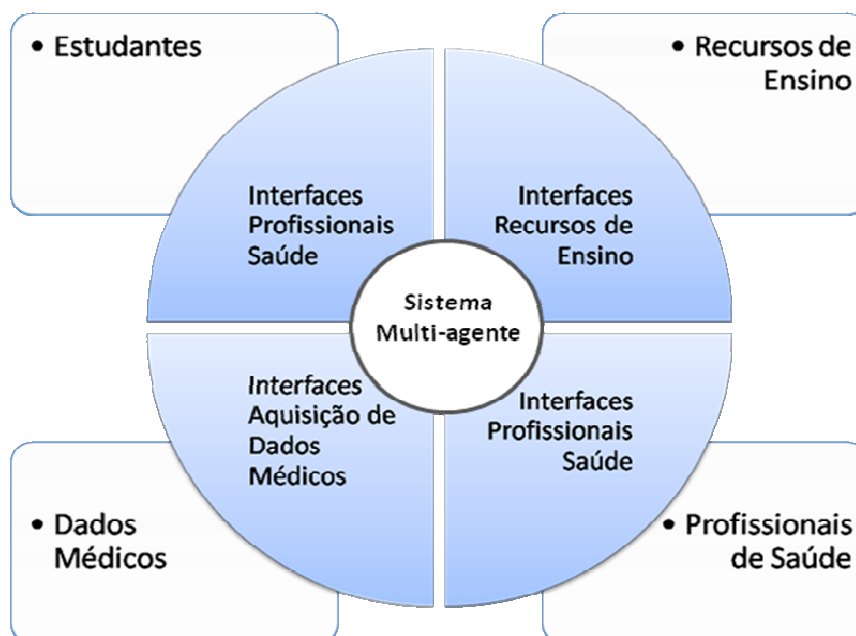 • Estudantes
• Recursos de
Ensino
Interfaces
Profissionais
Saúde
Interfaces
Recursos de
Ensino
Sistema
Multi-agente
Interfaces
Aquisição de
Dados
Médicos
Interfaces
Profissionais
Saúde
• Dados
Médicos
• Profissionais
de Saúde